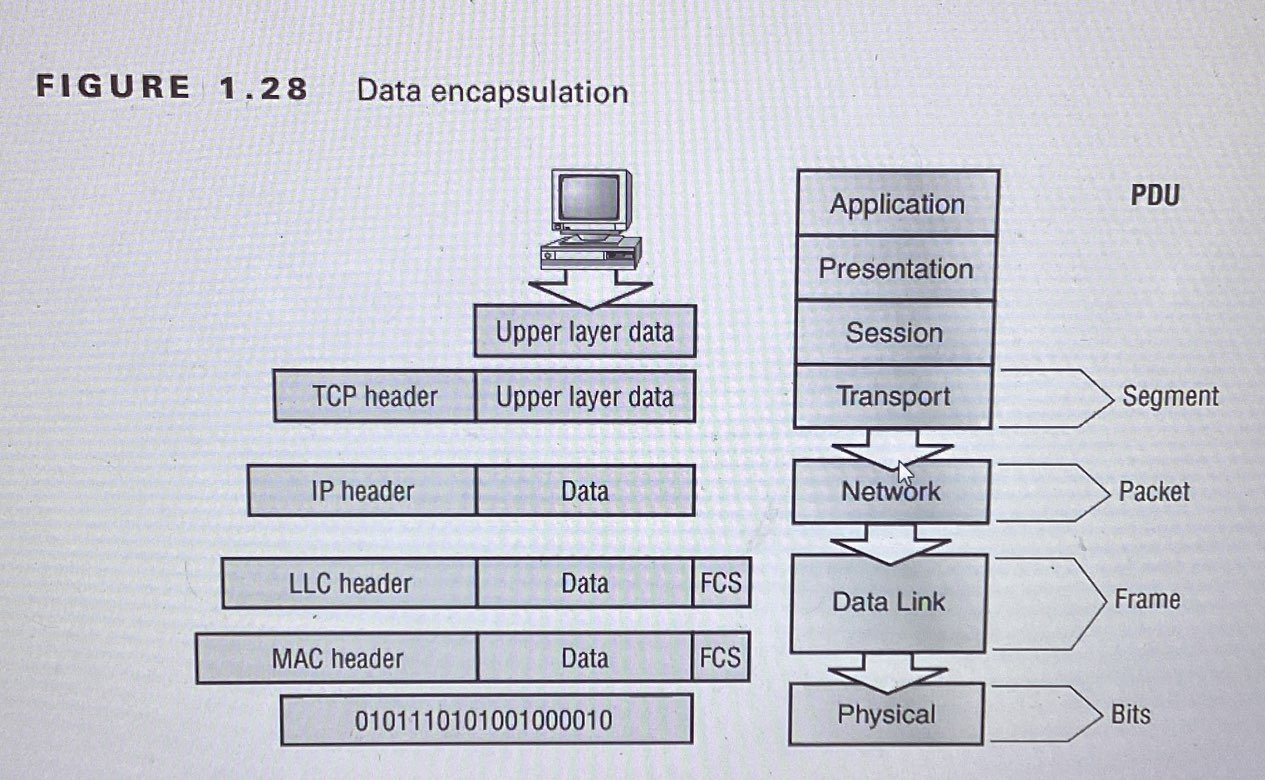 FIGURE 1.28 Data encapsulation
PDU
Application
Presentation
Upper layer data
Session
TCP header Upper layer data
Transport
Segment
IP header Data
Network
Packet
LLC header Data FCS
Data Link
Frame
MAC header Data FCS
0101110101001000010
Physical
Bits